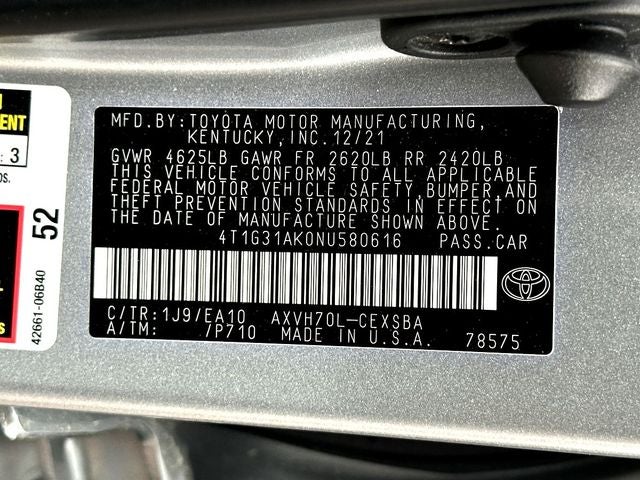 MFD.BY:TOYOTA MOTOR MANUFACTURING,
KENTUCKY,INC.12/21
GVWR 4625LB GAWR FR 2620LB RR 2420LB
THIS VEHICLE CONFORMS TO ALL APPLICABLE
FEDERAL MOTOR VEHICLE SAFETY,BUMPER,AND
THEFT PREVENTION STANDARDS IN EFFECT ON
THE DATE OF MANUFACTURE SHOWN ABOVE.
4T1G31AK0NU580616 PASS.CAR
C/TR:1J9/EA10 AXVH70L-CEXSBA
A/TM: /P710 MADE IN U.S.A. 78575
3
52
42661-06B40